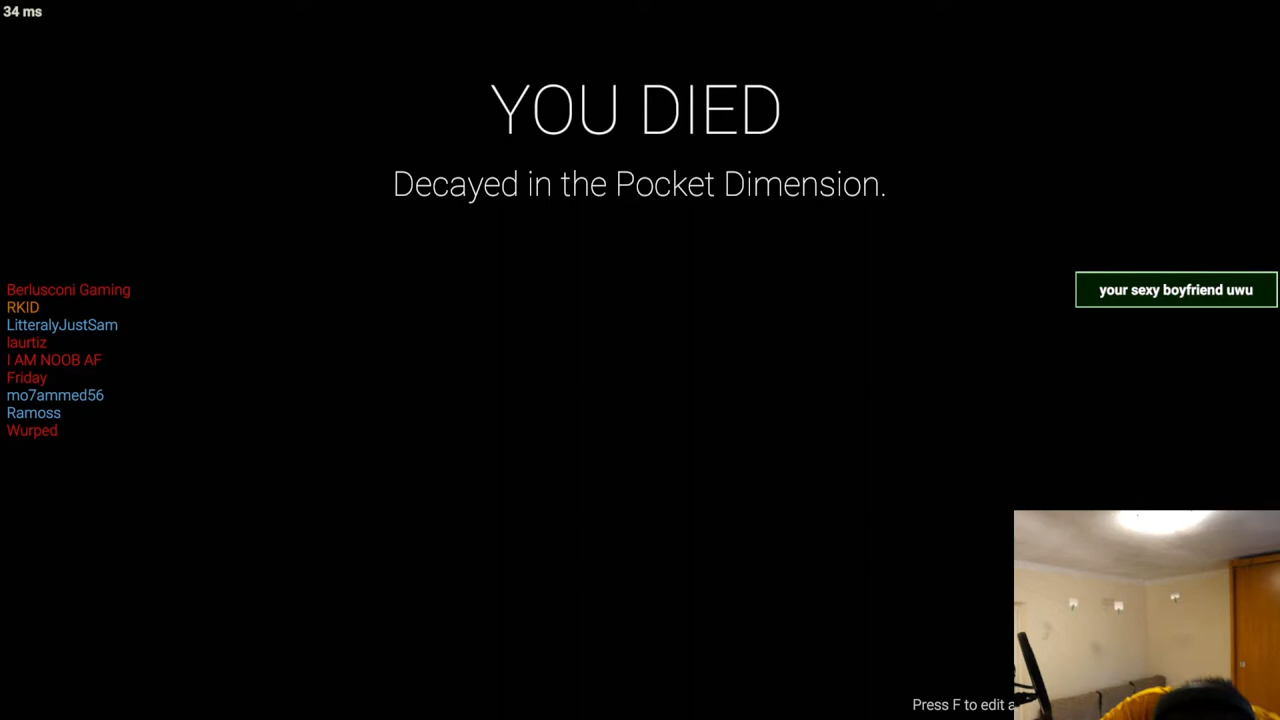 34 ms
YOU DIED
Decayed in the Pocket Dimension.
Berlusconi Gaming
RKID
LitteralyJustSam
laurtiz
I AM NOOB AF
Friday
mo7ammed56
Ramoss
Wurped
your sexy boyfriend uwu
Press F to edit a